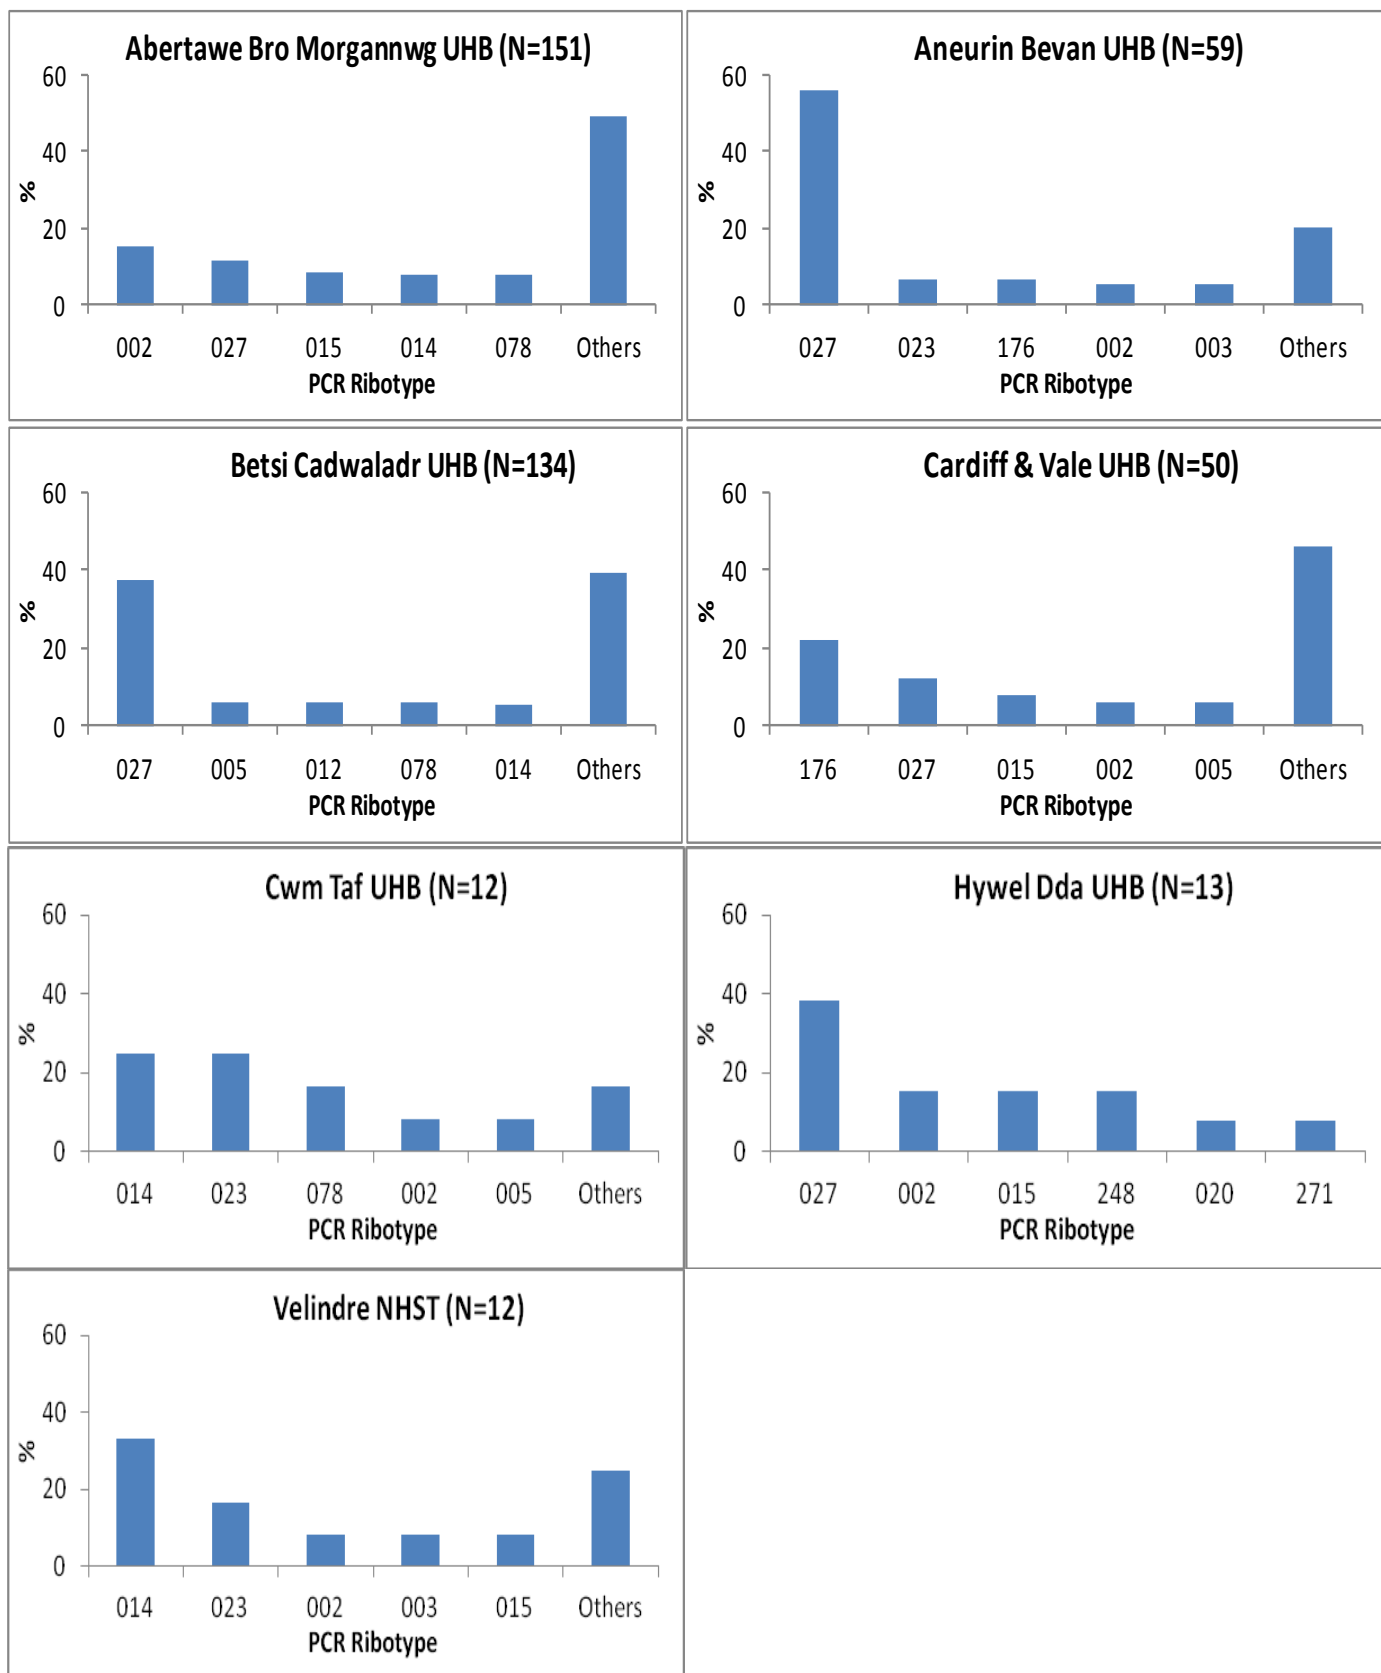 Abertawe Bro Morgannwg UHB (N=151)
60
40
20
0
%
002 027 015 014 078 Others
PCR Ribotype
Aneurin Bevan UHB (N=59)
60
40
20
0
%
027 023 176 002 003 Others
PCR Ribotype
Betsi Cadwaladr UHB (N=134)
60
40
20
0
%
027 005 012 078 014 Others
PCR Ribotype
Cardiff & Vale UHB (N=50)
60
40
20
0
%
176 027 015 002 005 Others
PCR Ribotype
Cwm Taf UHB (N=12)
60
40
20
0
%
014 023 078 002 005 Others
PCR Ribotype
Hywel Dda UHB (N=13)
60
40
20
0
%
027 002 015 248 020 271
PCR Ribotype
Velindre NHST (N=12)
60
40
20
0
%
014 023 002 003 015 Others
PCR Ribotype